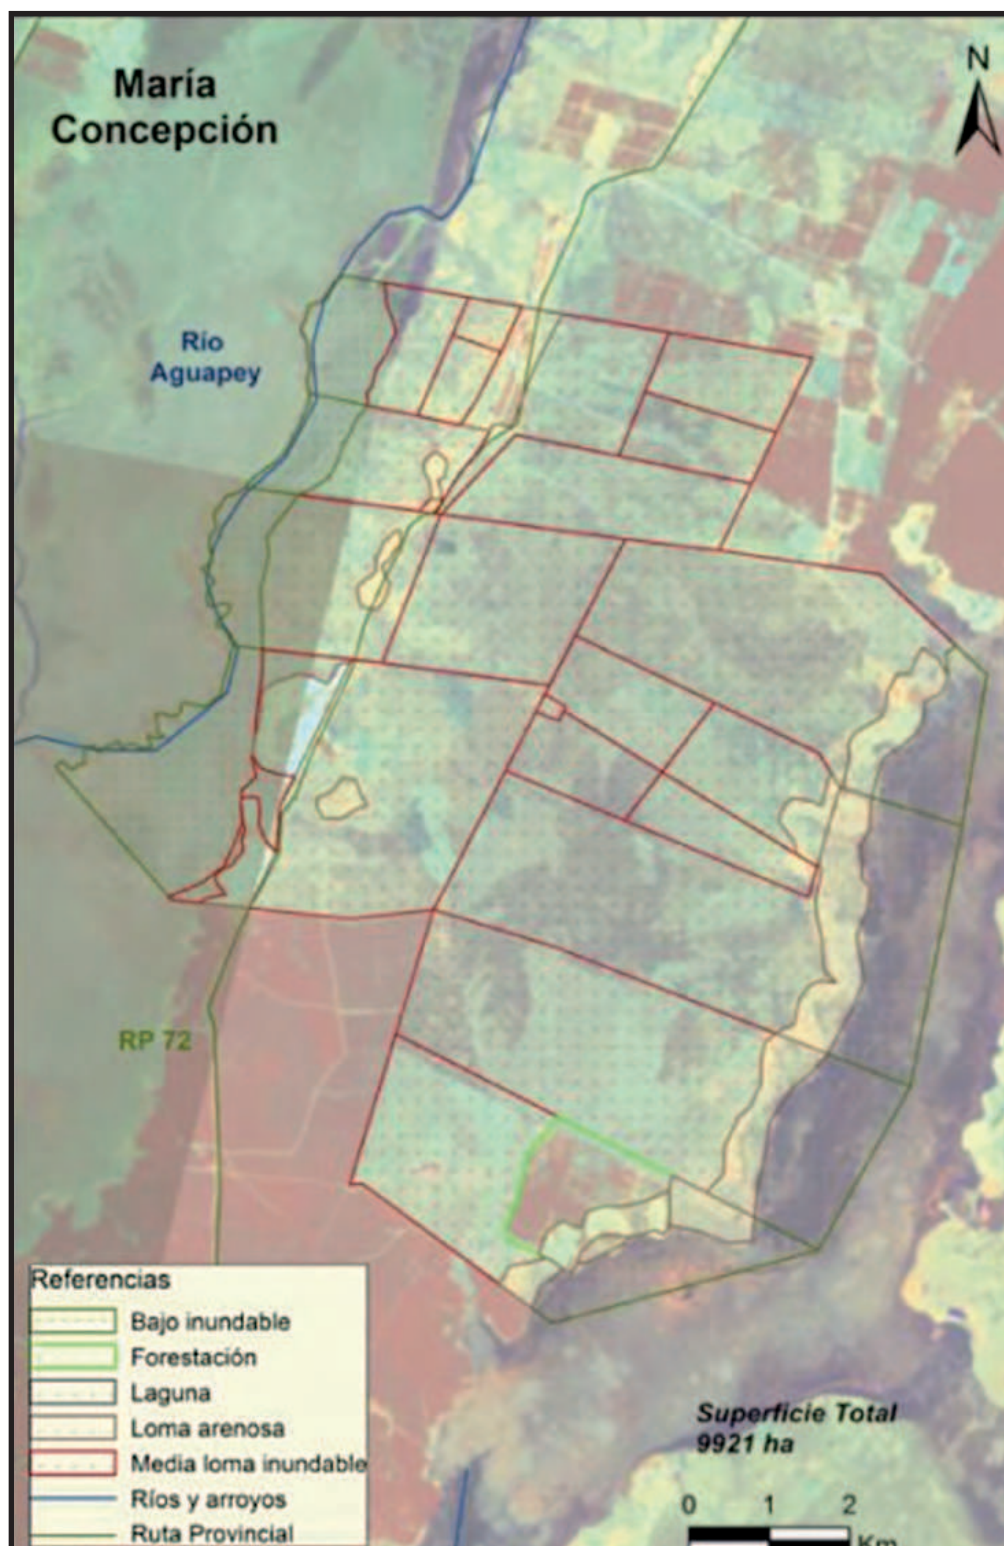 María
Concepción
N
Río
Aguapey
RP 72
Referencias
Bajo inundable
Forestación
Laguna
Loma arenosa
Media loma inundable
Ríos y arroyos
Ruta Provincial
Superficie Total
9921 ha
0 1 2
Km